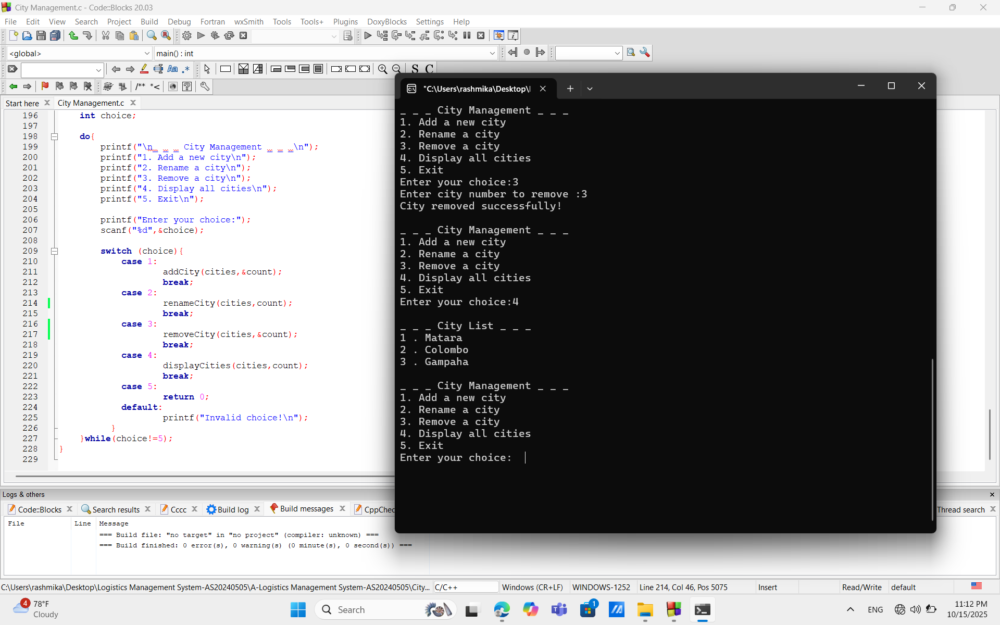 City Management.c - Code::Blocks 20.03
File Edit View Search Project Build Debug Fortran wxSmith Tools Tools+ Plugins DoxyBlocks Settings Help
<global> main() : int
S C
/** *<
Start here City Management.c
196 int choice;
197
198 do{
199 printf("\n_ _ _ City Management _ _ _\n");
200 printf("1. Add a new city\n");
201 printf("2. Rename a city\n");
202 printf("3. Remove a city\n");
203 printf("4. Display all cities\n");
204 printf("5. Exit\n");
205
206 printf("Enter your choice:");
207 scanf("%d",&choice);
208
209 switch (choice){
210 case 1:
211 addCity(cities,&count);
212 break;
213 case 2:
214 renameCity(cities,count);
215 break;
216 case 3:
217 removeCity(cities,&count);
218 break;
219 case 4:
220 displayCities(cities,count);
221 break;
222 case 5:
223 return 0;
224 default:
225 printf("Invalid choice!\n");
226 }
227 }while(choice!=5);
228 }
229
"C:\Users\rashmika\Desktop\
_ _ _ City Management _ _ _
1. Add a new city
2. Rename a city
3. Remove a city
4. Display all cities
5. Exit
Enter your choice:3
Enter city number to remove :3
City removed successfully!
_ _ _ City Management _ _ _
1. Add a new city
2. Rename a city
3. Remove a city
4. Display all cities
5. Exit
Enter your choice:4
_ _ _ City List _ _ _
1 . Matara
2 . Colombo
3 . Gampaha
_ _ _ City Management _ _ _
1. Add a new city
2. Rename a city
3. Remove a city
4. Display all cities
5. Exit
Enter your choice:
Logs & others
Code::Blocks Search results Cccc Build log Build messages CppChec Thread search
File Line Message
=== Build file: "no target" in "no project" (compiler: unknown) ===
=== Build finished: 0 error(s), 0 warning(s) (0 minute(s), 0 second(s)) ===
C:\Users\rashmika\Desktop\Logistics Management System-AS20240505\A-Logistics Management System-AS20240505\City... C/C++ Windows (CR+LF) WINDOWS-1252 Line 214, Col 46, Pos 5075 Insert Read/Write default
4 78°F
Cloudy
Search
1
ENG
11:12 PM
10/15/2025